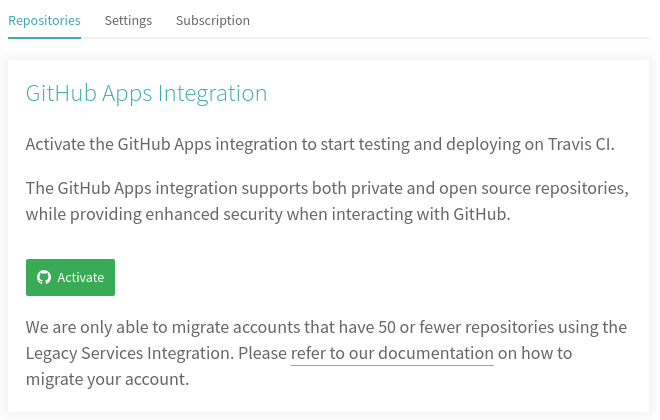 Repositories Settings Subscription
GitHub Apps Integration
Activate the GitHub Apps integration to start testing and deploying on Travis CI.
The GitHub Apps integration supports both private and open source repositories,
while providing enhanced security when interacting with GitHub.
Activate
We are only able to migrate accounts that have 50 or fewer repositories using the
Legacy Services Integration. Please refer to our documentation on how to
migrate your account.